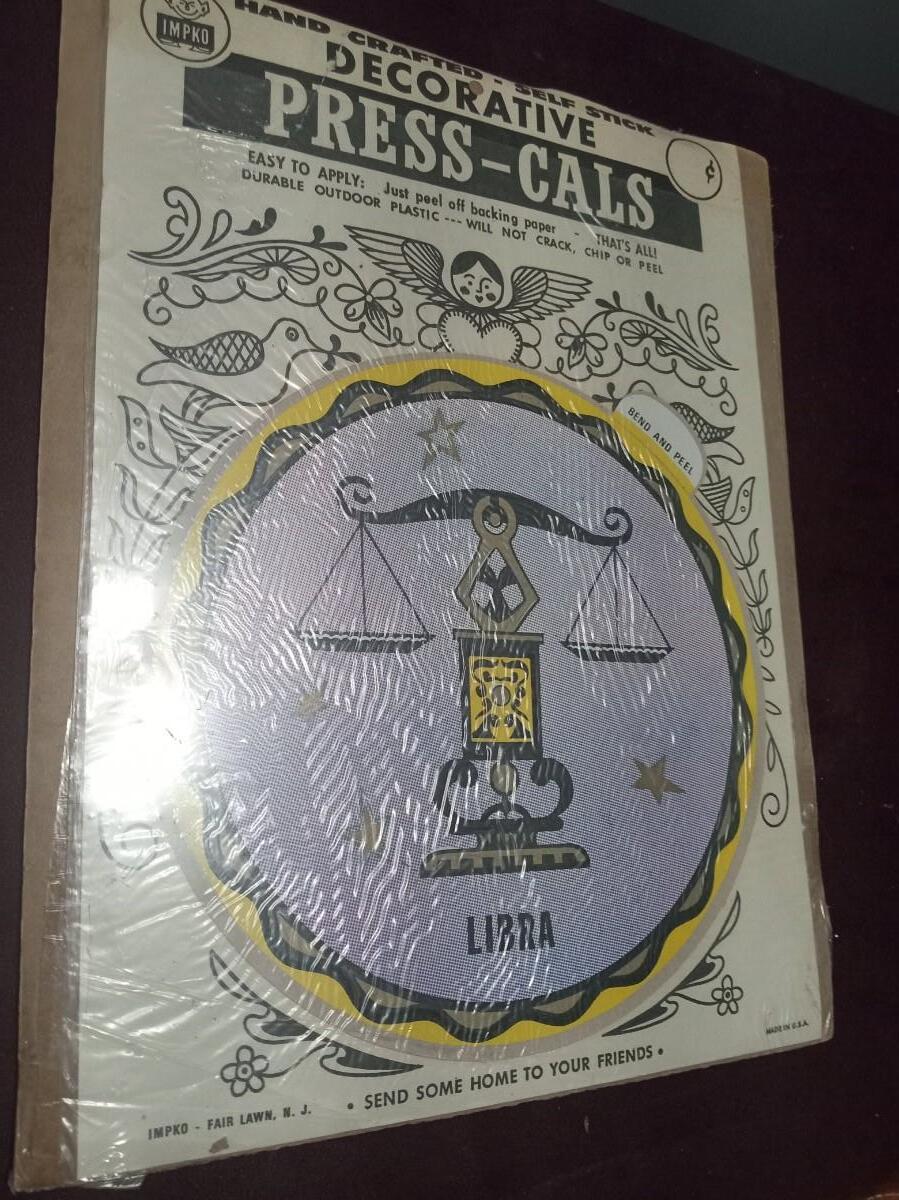 IMPKO
HAND CRAFTED - SELF STICK
DECORATIVE
PRESS-CALS
¢
EASY TO APPLY: Just peel off backing paper - THAT'S ALL!
DURABLE OUTDOOR PLASTIC --- WILL NOT CRACK, CHIP OR PEEL
BEND AND PEEL
LIBRA
MADE IN U.S.A.
• SEND SOME HOME TO YOUR FRIENDS •
IMPKO - FAIR LAWN, N. J.